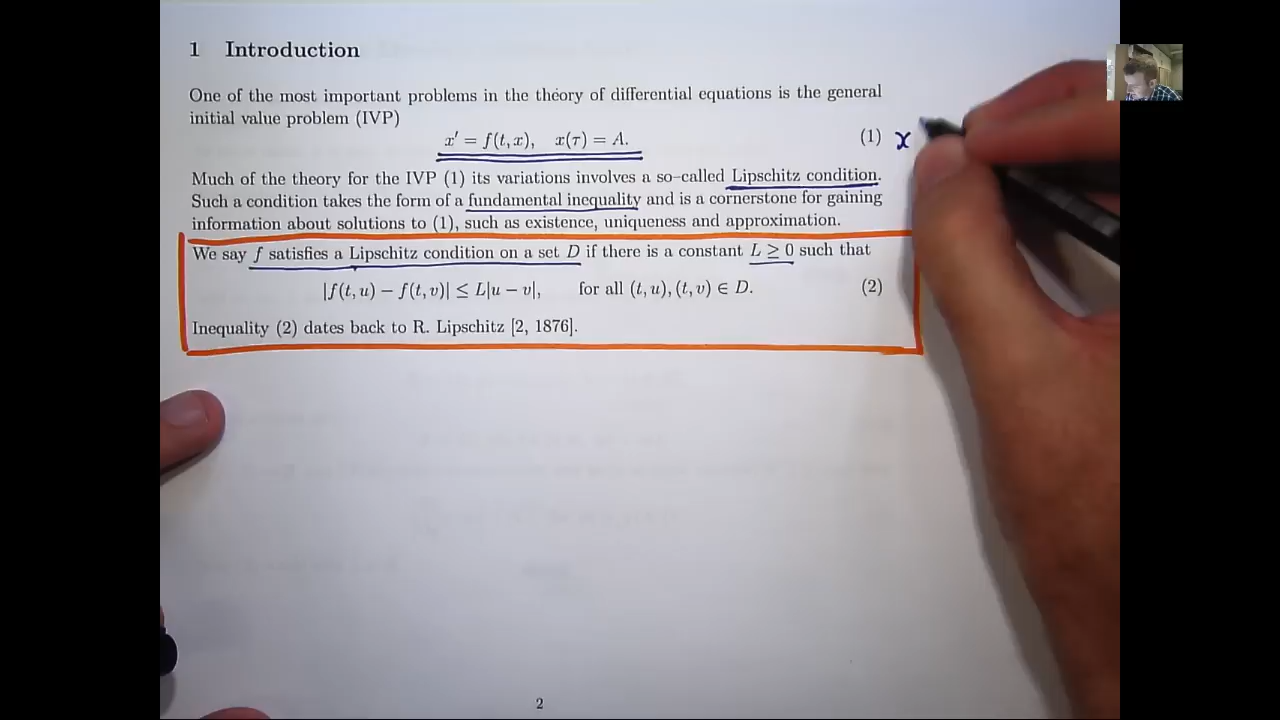 1 Introduction
One of the most important problems in the theory of differential equations is the general
initial value problem (IVP)
x′ = f(t, x), x(τ) = A. (1) x
Much of the theory for the IVP (1) its variations involves a so–called Lipschitz condition.
Such a condition takes the form of a fundamental inequality and is a cornerstone for gaining
information about solutions to (1), such as existence, uniqueness and approximation.
We say f satisfies a Lipschitz condition on a set D if there is a constant L ≥ 0 such that
|f(t, u) − f(t, v)| ≤ L|u − v|, for all (t, u), (t, v) ∈ D. (2)
Inequality (2) dates back to R. Lipschitz [2, 1876].
2